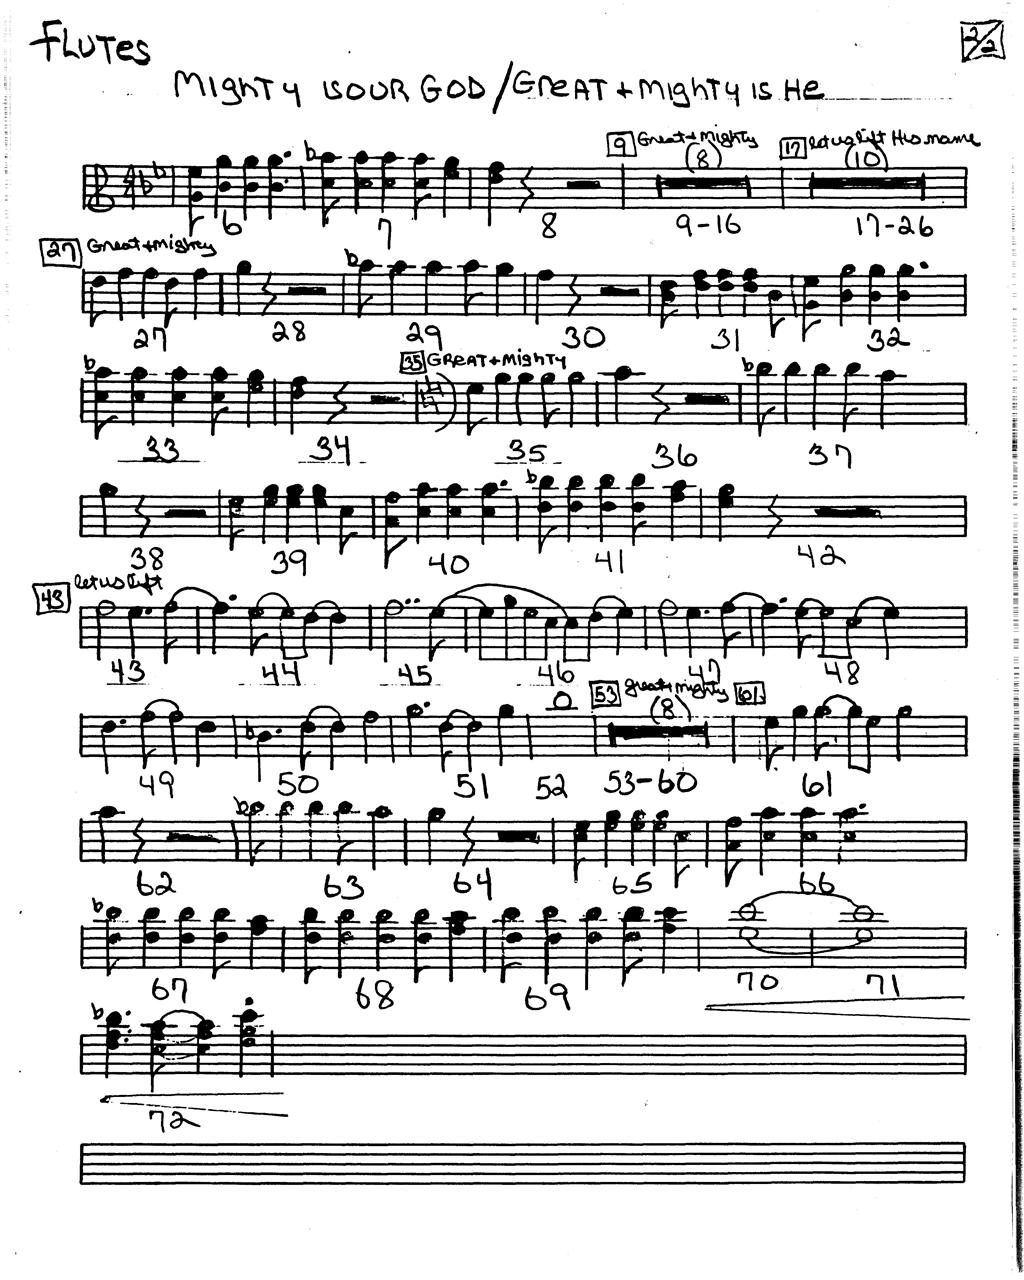 FLUTES 2/2
MIGHTY IS OUR GOD / GREAT + MIGHTY IS HE
9 Great + Mighty (8) 17 let us lift His name (10)
6 7 8 9-16 17-26
27 Great + Mighty
27 28 29 30 31 32
35 GREAT + MIGHTY
33 34 35 36 37
38 39 40 41 42
43 let us lift
43 44 45 46 47 48
53 great + mighty (8) 61
49 50 51 52 53-60 61
62 63 64 65 66
67 68 69 70 71
72